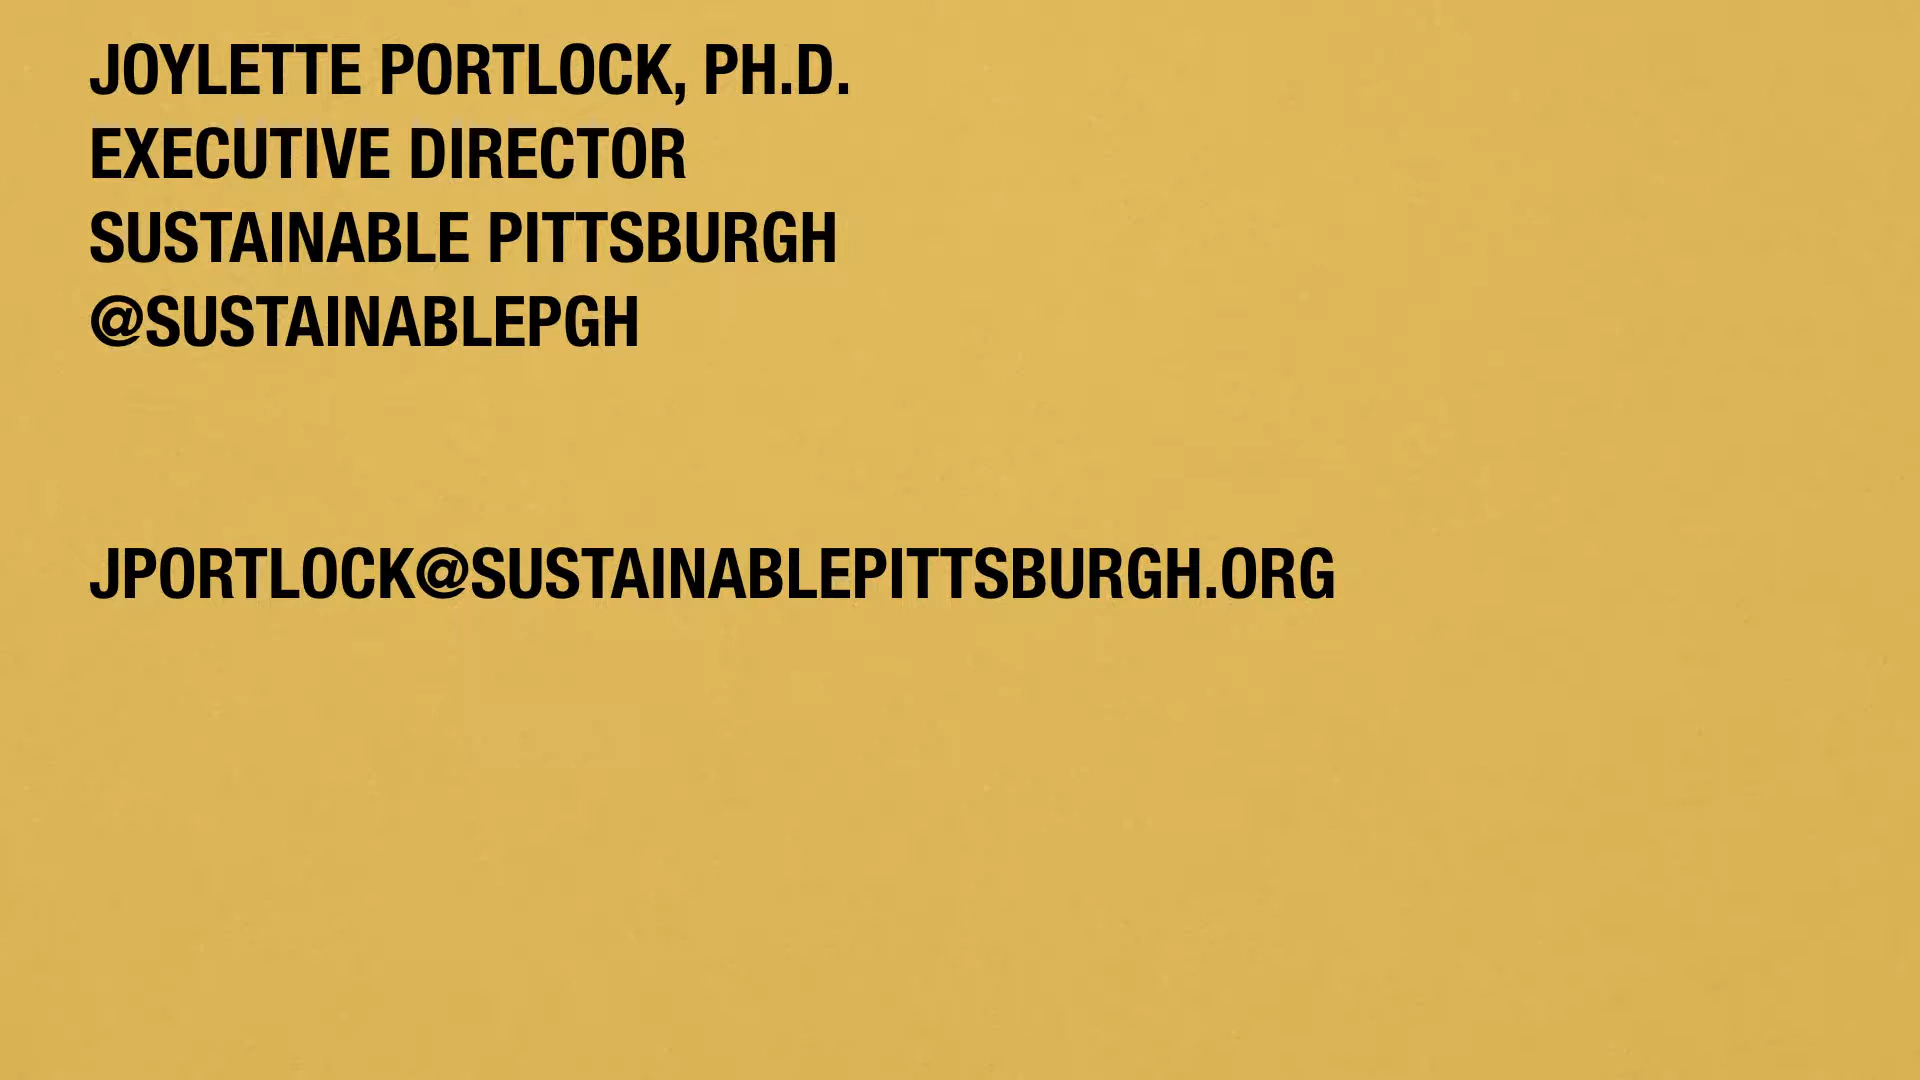 JOYLETTE PORTLOCK, PH.D.
EXECUTIVE DIRECTOR
SUSTAINABLE PITTSBURGH
@SUSTAINABLEPGH
JPORTLOCK@SUSTAINABLEPITTSBURGH.ORG